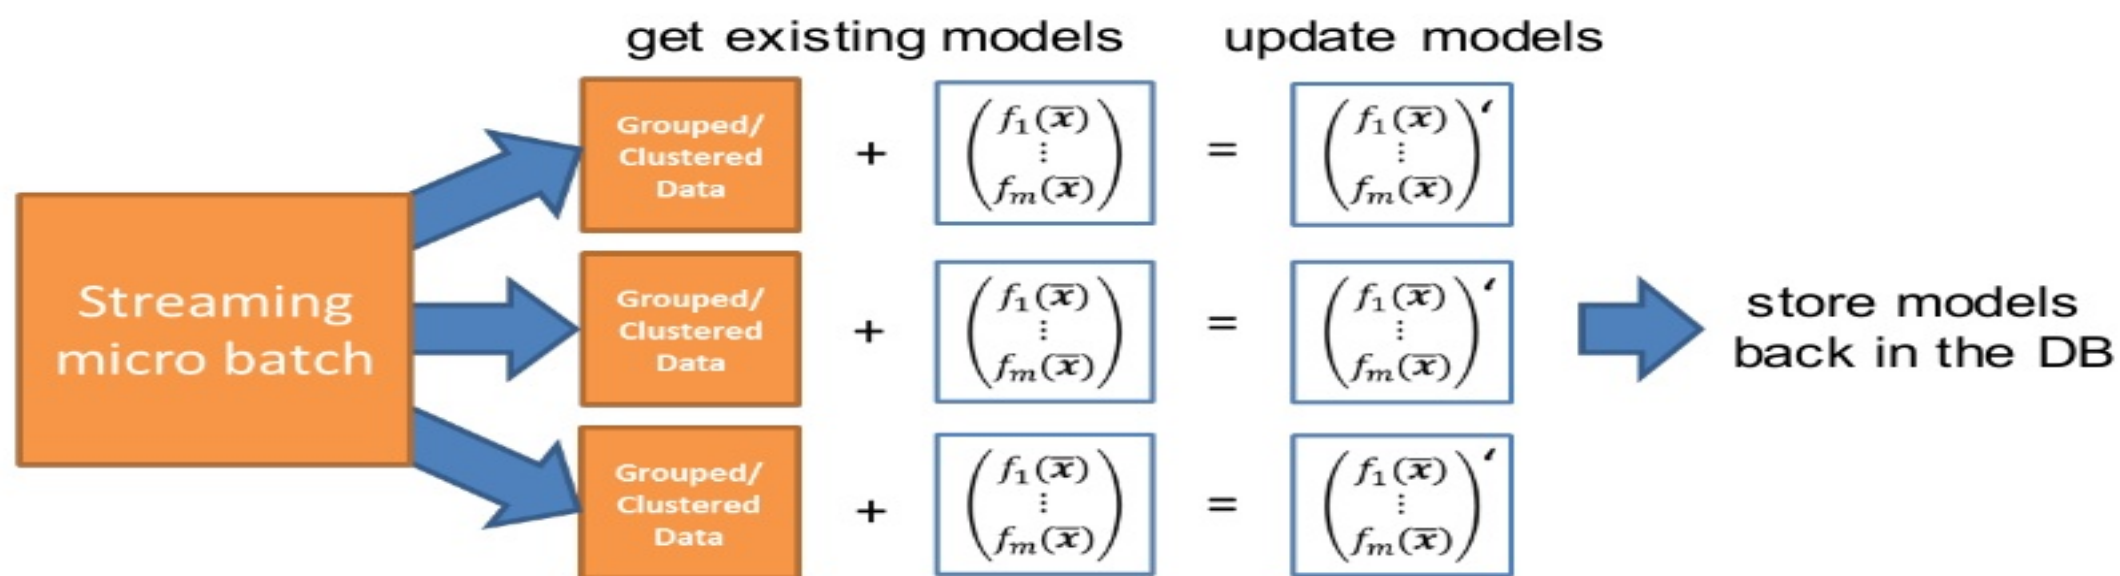 get existing models
update models
Streaming
micro batch
Grouped/
Clustered
Data
+
f₁(x̅)
⋮
fₘ(x̅)
=
f₁(x̅) ′
⋮
fₘ(x̅)
Grouped/
Clustered
Data
+
f₁(x̅)
⋮
fₘ(x̅)
=
f₁(x̅) ′
⋮
fₘ(x̅)
Grouped/
Clustered
Data
+
f₁(x̅)
⋮
fₘ(x̅)
=
f₁(x̅) ′
⋮
fₘ(x̅)
store models
back in the DB